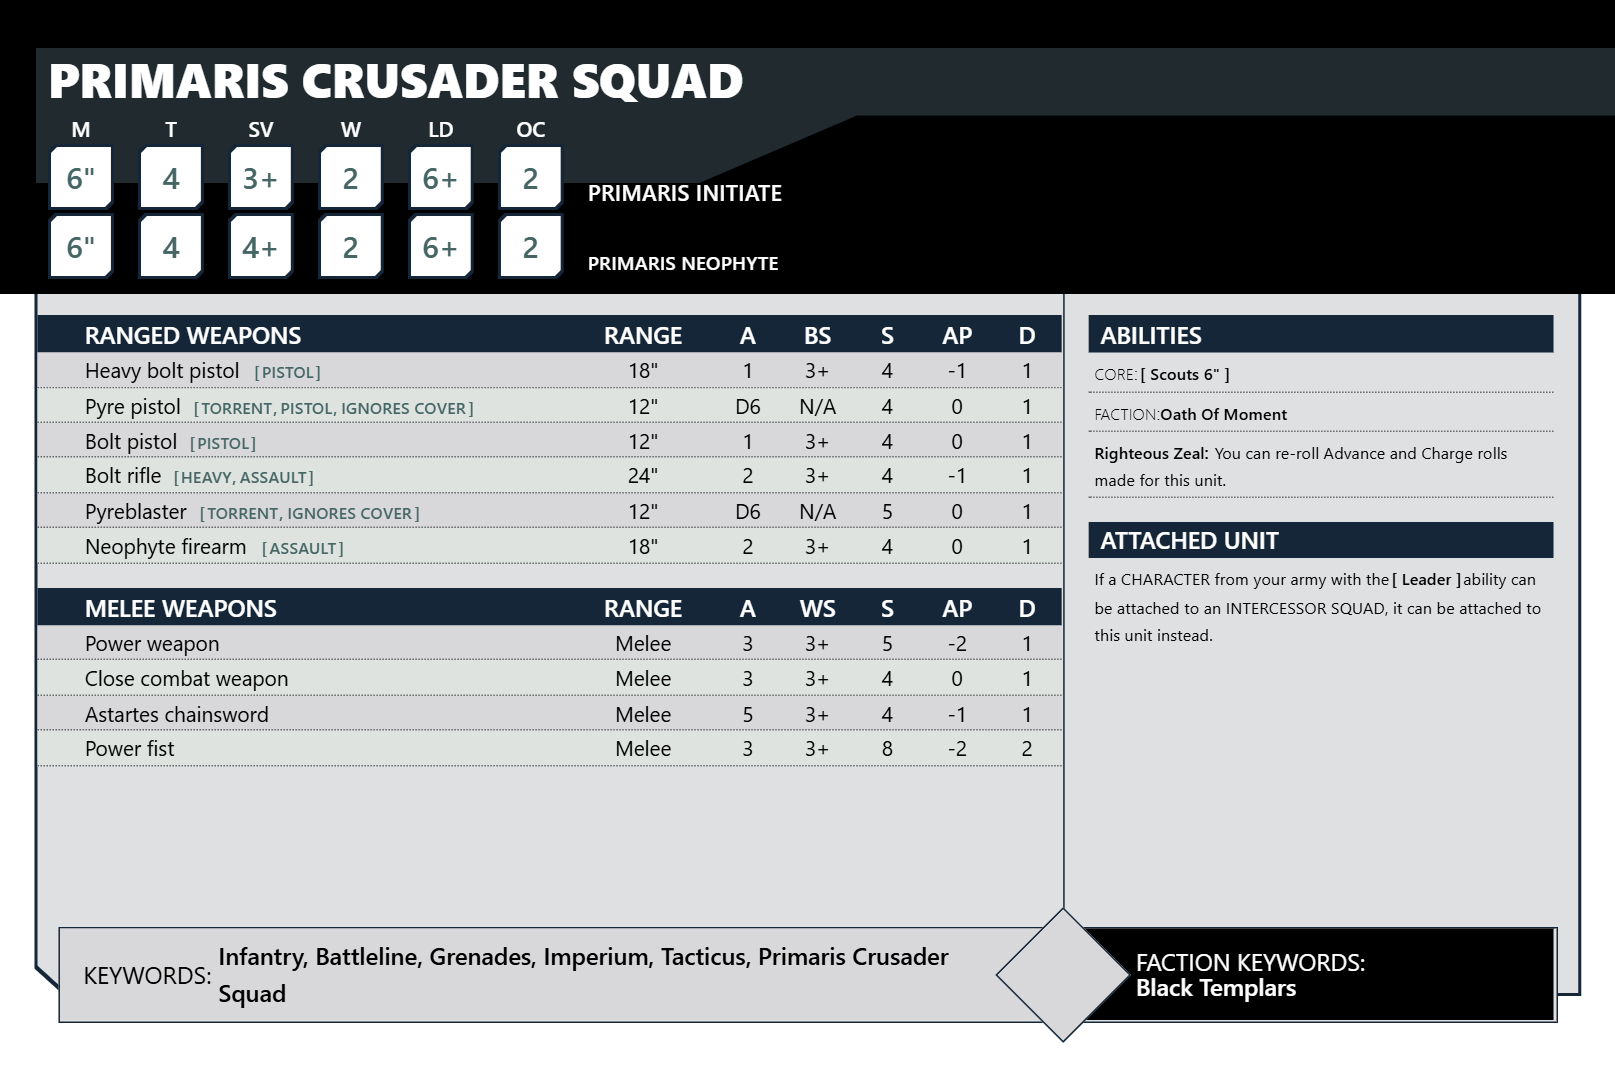 PRIMARIS CRUSADER SQUAD
M T SV W LD OC
6" 4 3+ 2 6+ 2 PRIMARIS INITIATE
6" 4 4+ 2 6+ 2 PRIMARIS NEOPHYTE
RANGED WEAPONS RANGE A BS S AP D
Heavy bolt pistol [PISTOL] 18" 1 3+ 4 -1 1
Pyre pistol [TORRENT, PISTOL, IGNORES COVER] 12" D6 N/A 4 0 1
Bolt pistol [PISTOL] 12" 1 3+ 4 0 1
Bolt rifle [HEAVY, ASSAULT] 24" 2 3+ 4 -1 1
Pyreblaster [TORRENT, IGNORES COVER] 12" D6 N/A 5 0 1
Neophyte firearm [ASSAULT] 18" 2 3+ 4 0 1
MELEE WEAPONS RANGE A WS S AP D
Power weapon Melee 3 3+ 5 -2 1
Close combat weapon Melee 3 3+ 4 0 1
Astartes chainsword Melee 5 3+ 4 -1 1
Power fist Melee 3 3+ 8 -2 2
ABILITIES
CORE: [ Scouts 6" ]
FACTION:Oath Of Moment
Righteous Zeal: You can re-roll Advance and Charge rolls
made for this unit.
ATTACHED UNIT
If a CHARACTER from your army with the [ Leader ] ability can
be attached to an INTERCESSOR SQUAD, it can be attached to
this unit instead.
KEYWORDS: Infantry, Battleline, Grenades, Imperium, Tacticus, Primaris Crusader
Squad
FACTION KEYWORDS:
Black Templars